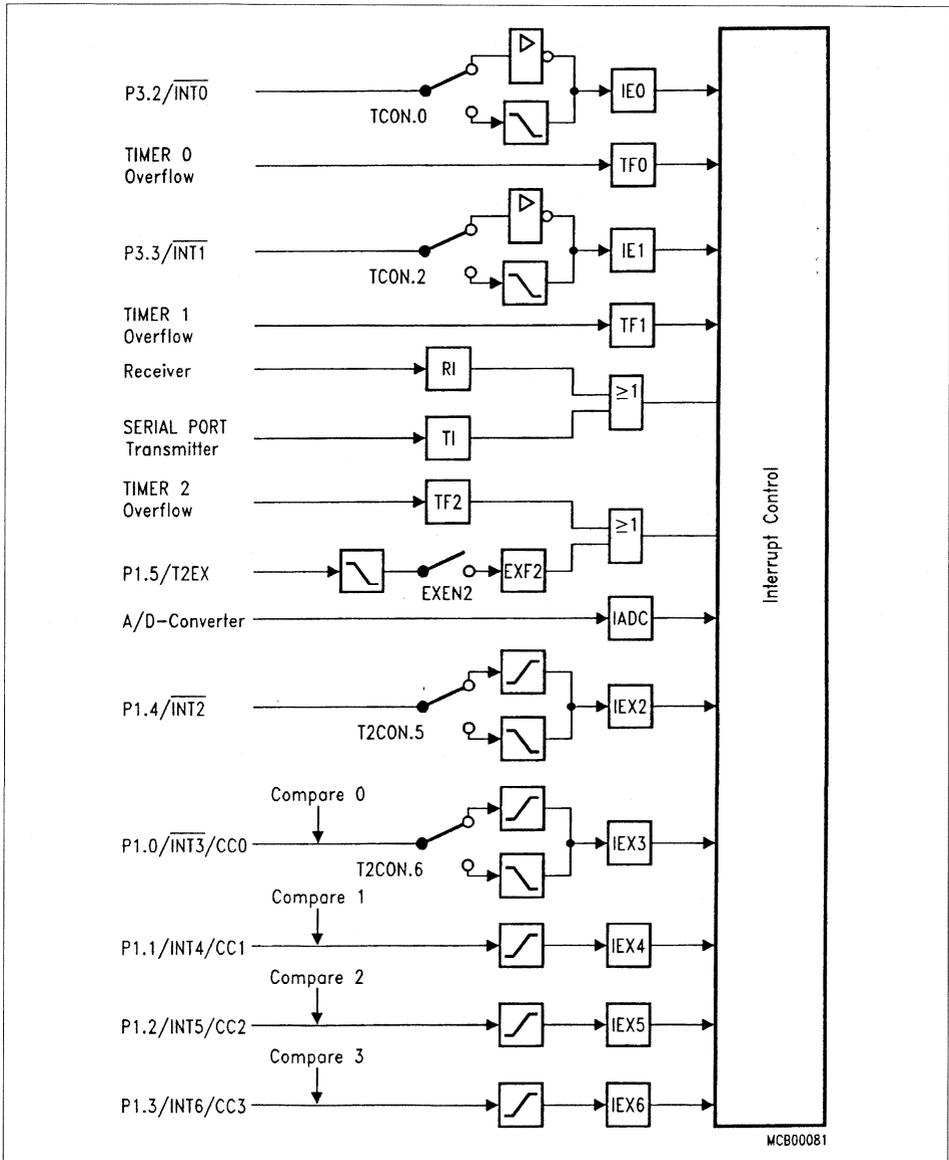 P3.2/INT0
TCON.0
IE0
TIMER 0
Overflow
TF0
P3.3/INT1
TCON.2
IE1
TIMER 1
Overflow
TF1
Receiver
RI
≥1
SERIAL PORT
Transmitter
TI
TIMER 2
Overflow
TF2
≥1
P1.5/T2EX
EXEN2
EXF2
A/D-Converter
IADC
P1.4/INT2
T2CON.5
IEX2
Compare 0
P1.0/INT3/CC0
T2CON.6
IEX3
Compare 1
P1.1/INT4/CC1
IEX4
Compare 2
P1.2/INT5/CC2
IEX5
Compare 3
P1.3/INT6/CC3
IEX6
Interrupt Control
MCB00081